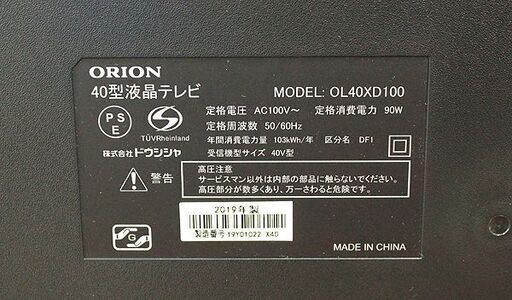 ORION
40型液晶テレビ
MODEL: OL40XD100
PS
E
TÜVRheinland
定格電圧 AC100V～ 定格消費電力 90W
定格周波数 50/60Hz
年間消費電力量 103kWh/年 区分名 DF1
受信機型サイズ 40V型
株式会社ドウシシャ
警告
高圧注意
サービスマン以外は内部の部品に触らないでください。
高圧部分が数多くあり、万一さわると危険です。
2019年製
製造番号 19Y01022 X40
G
MADE IN CHINA